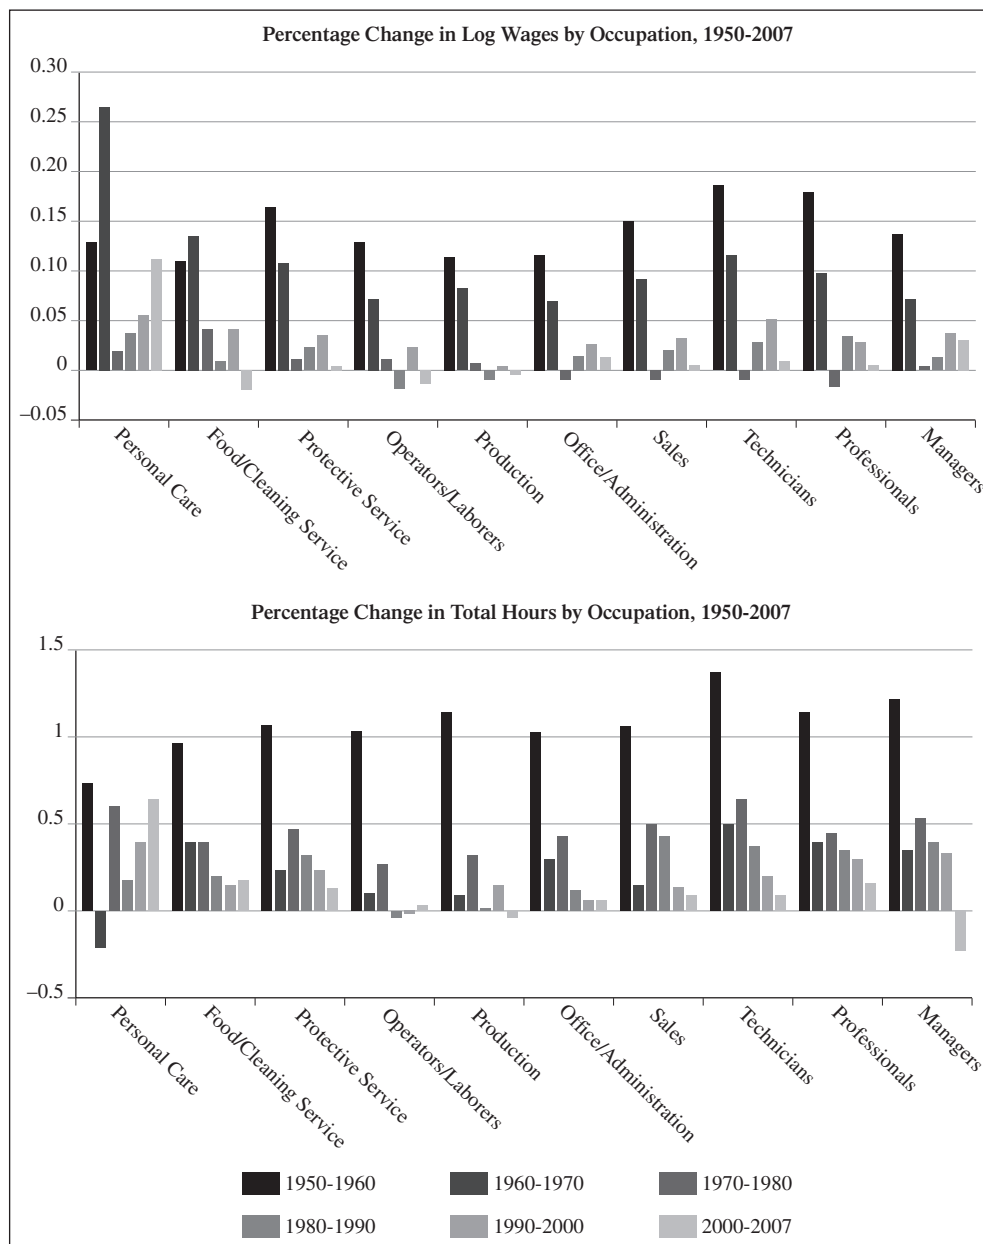 Percentage Change in Log Wages by Occupation, 1950-2007
0.30
0.25
0.20
0.15
0.10
0.05
0
–0.05
Personal Care
Food/Cleaning Service
Protective Service
Operators/Laborers
Production
Office/Administration
Sales
Technicians
Professionals
Managers
Percentage Change in Total Hours by Occupation, 1950-2007
1.5
1
0.5
0
–0.5
Personal Care
Food/Cleaning Service
Protective Service
Operators/Laborers
Production
Office/Administration
Sales
Technicians
Professionals
Managers
1950-1960 1960-1970 1970-1980
1980-1990 1990-2000 2000-2007